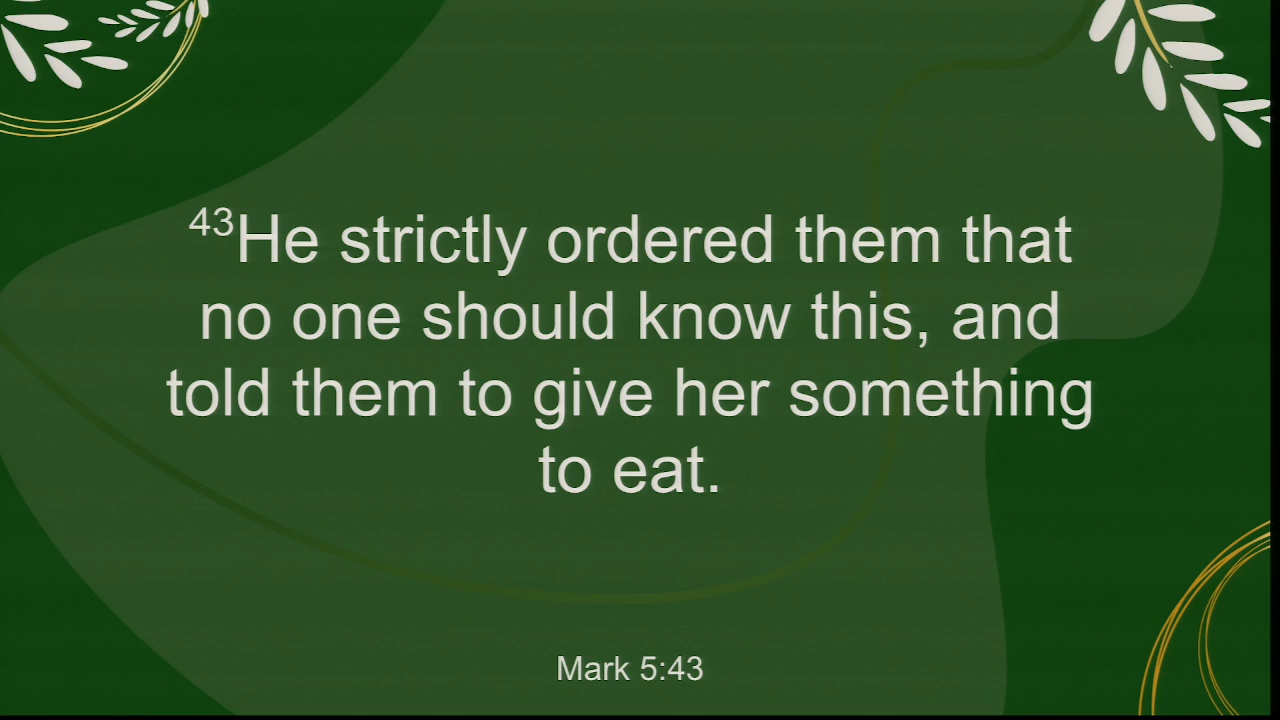 43He strictly ordered them that
no one should know this, and
told them to give her something
to eat.
Mark 5:43